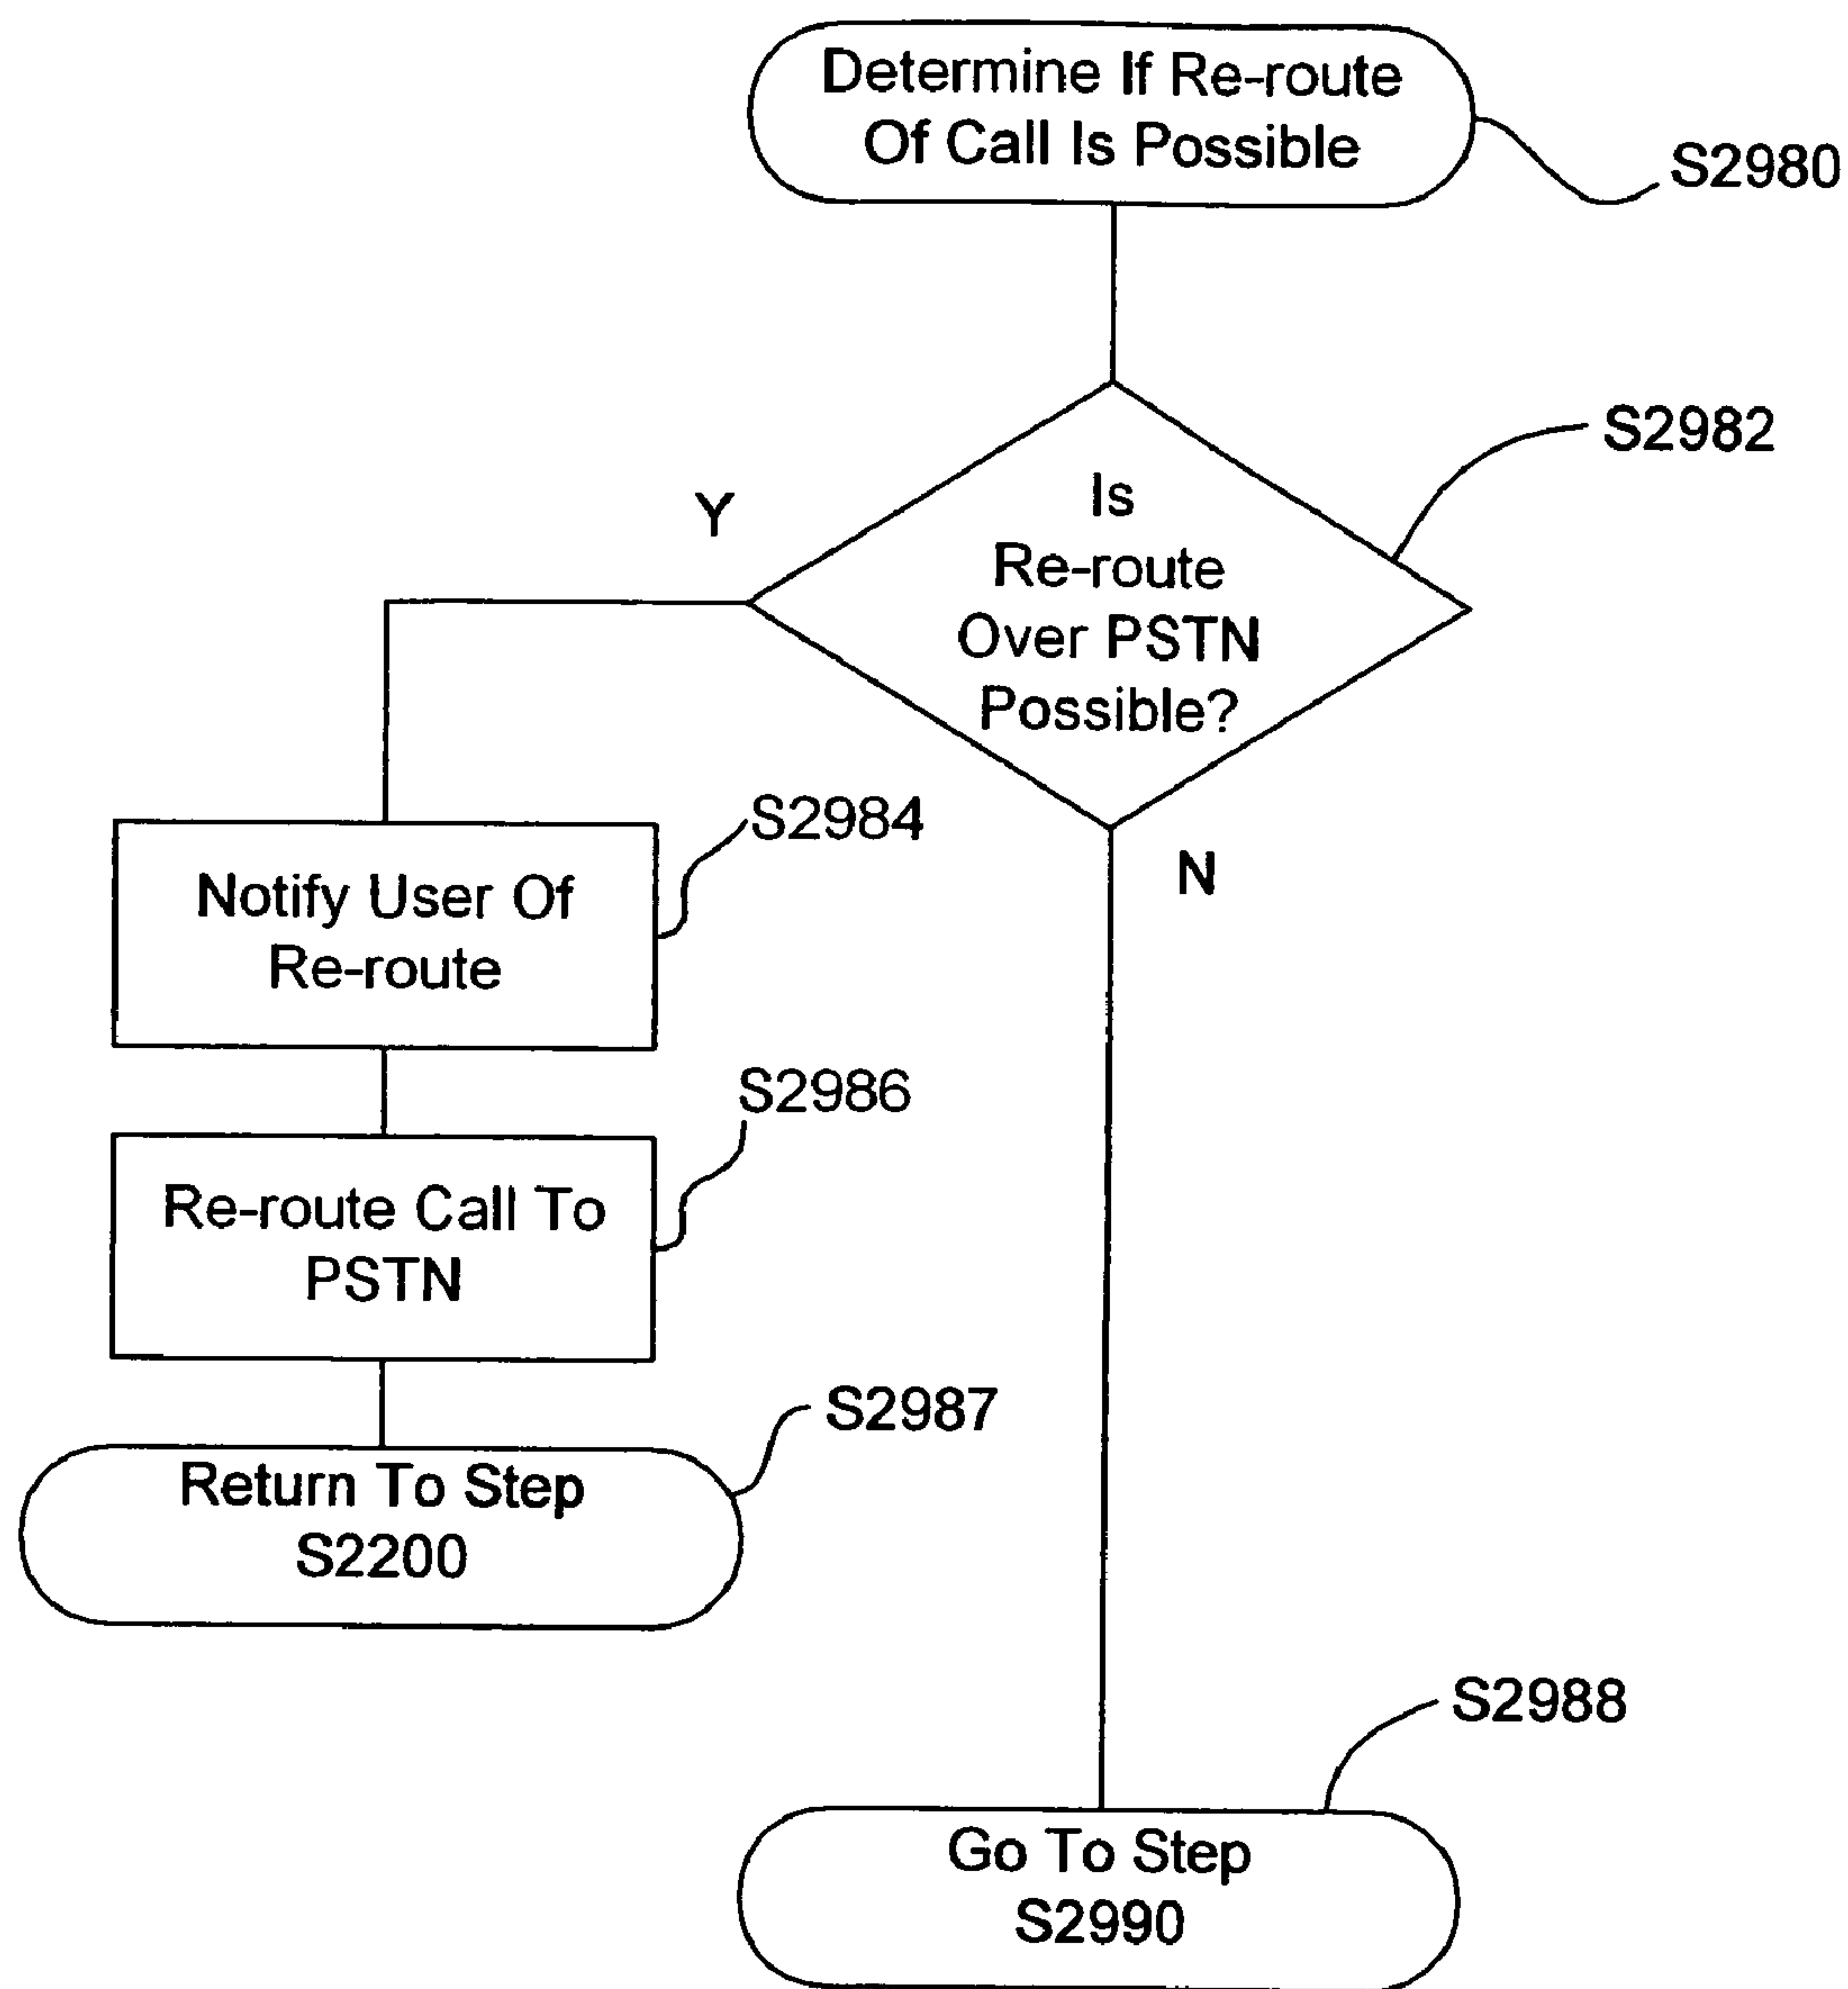 Determine If Re-route
Of Call Is Possible
S2980
S2982
Is
Re-route
Over PSTN
Possible?
Y
N
S2984
Notify User Of
Re-route
S2986
Re-route Call To
PSTN
S2987
Return To Step
S2200
S2988
Go To Step
S2990